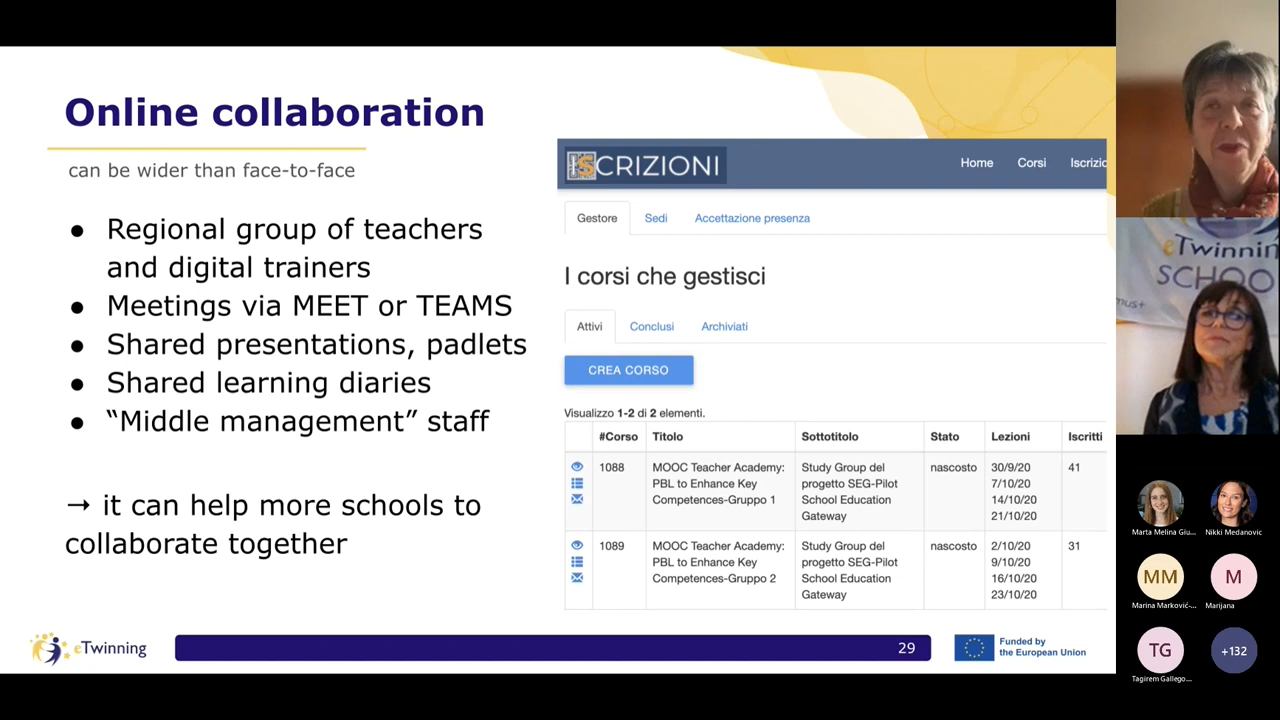 Online collaboration
can be wider than face-to-face
● Regional group of teachers
and digital trainers
● Meetings via MEET or TEAMS
● Shared presentations, padlets
● Shared learning diaries
● “Middle management” staff
→ it can help more schools to
collaborate together
ISCRIZIONI
Home Corsi Iscrizio
Gestore Sedi Accettazione presenza
I corsi che gestisci
Attivi Conclusi Archiviati
CREA CORSO
Visualizzo 1-2 di 2 elementi.
#Corso Titolo Sottotitolo Stato Lezioni Iscritti
1088 MOOC Teacher Academy: Study Group del nascosto 30/9/20 41
PBL to Enhance Key progetto SEG-Pilot 7/10/20
Competences-Gruppo 1 School Education 14/10/20
Gateway 21/10/20
1089 MOOC Teacher Academy: Study Group del nascosto 2/10/20 31
PBL to Enhance Key progetto SEG-Pilot 9/10/20
Competences-Gruppo 2 School Education 16/10/20
Gateway 23/10/20
eTwinning
29
Funded by
the European Union
eTwinnin
SCHOO
mus+
Marta Melina Giu... Nikki Medanovic
MM M
Marina Marković-... Marijana
TG +132
Tagirem Gallego...